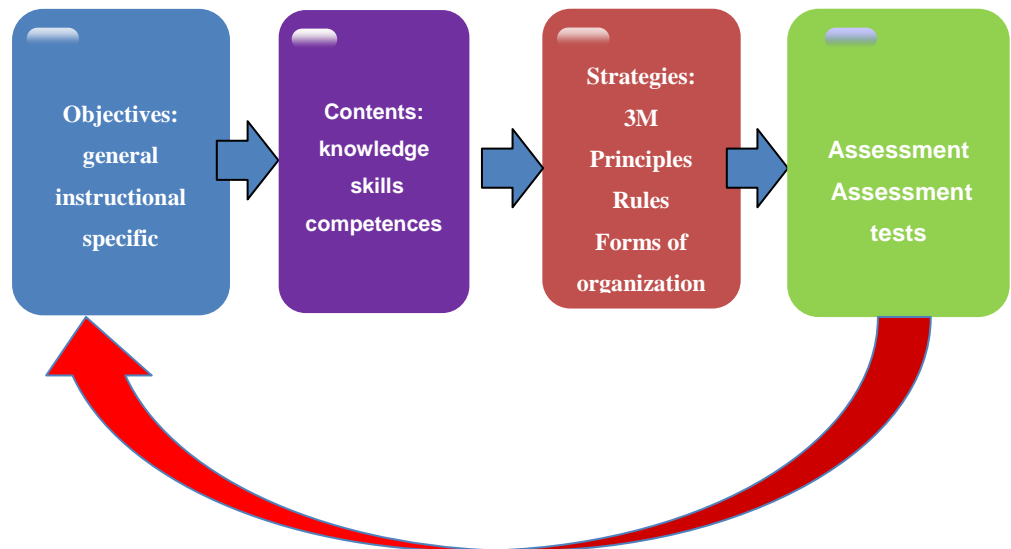 Objectives:
general
instructional
specific
Contents:
knowledge
skills
competences
Strategies:
3M
Principles
Rules
Forms of
organization
Assessment
Assessment
tests